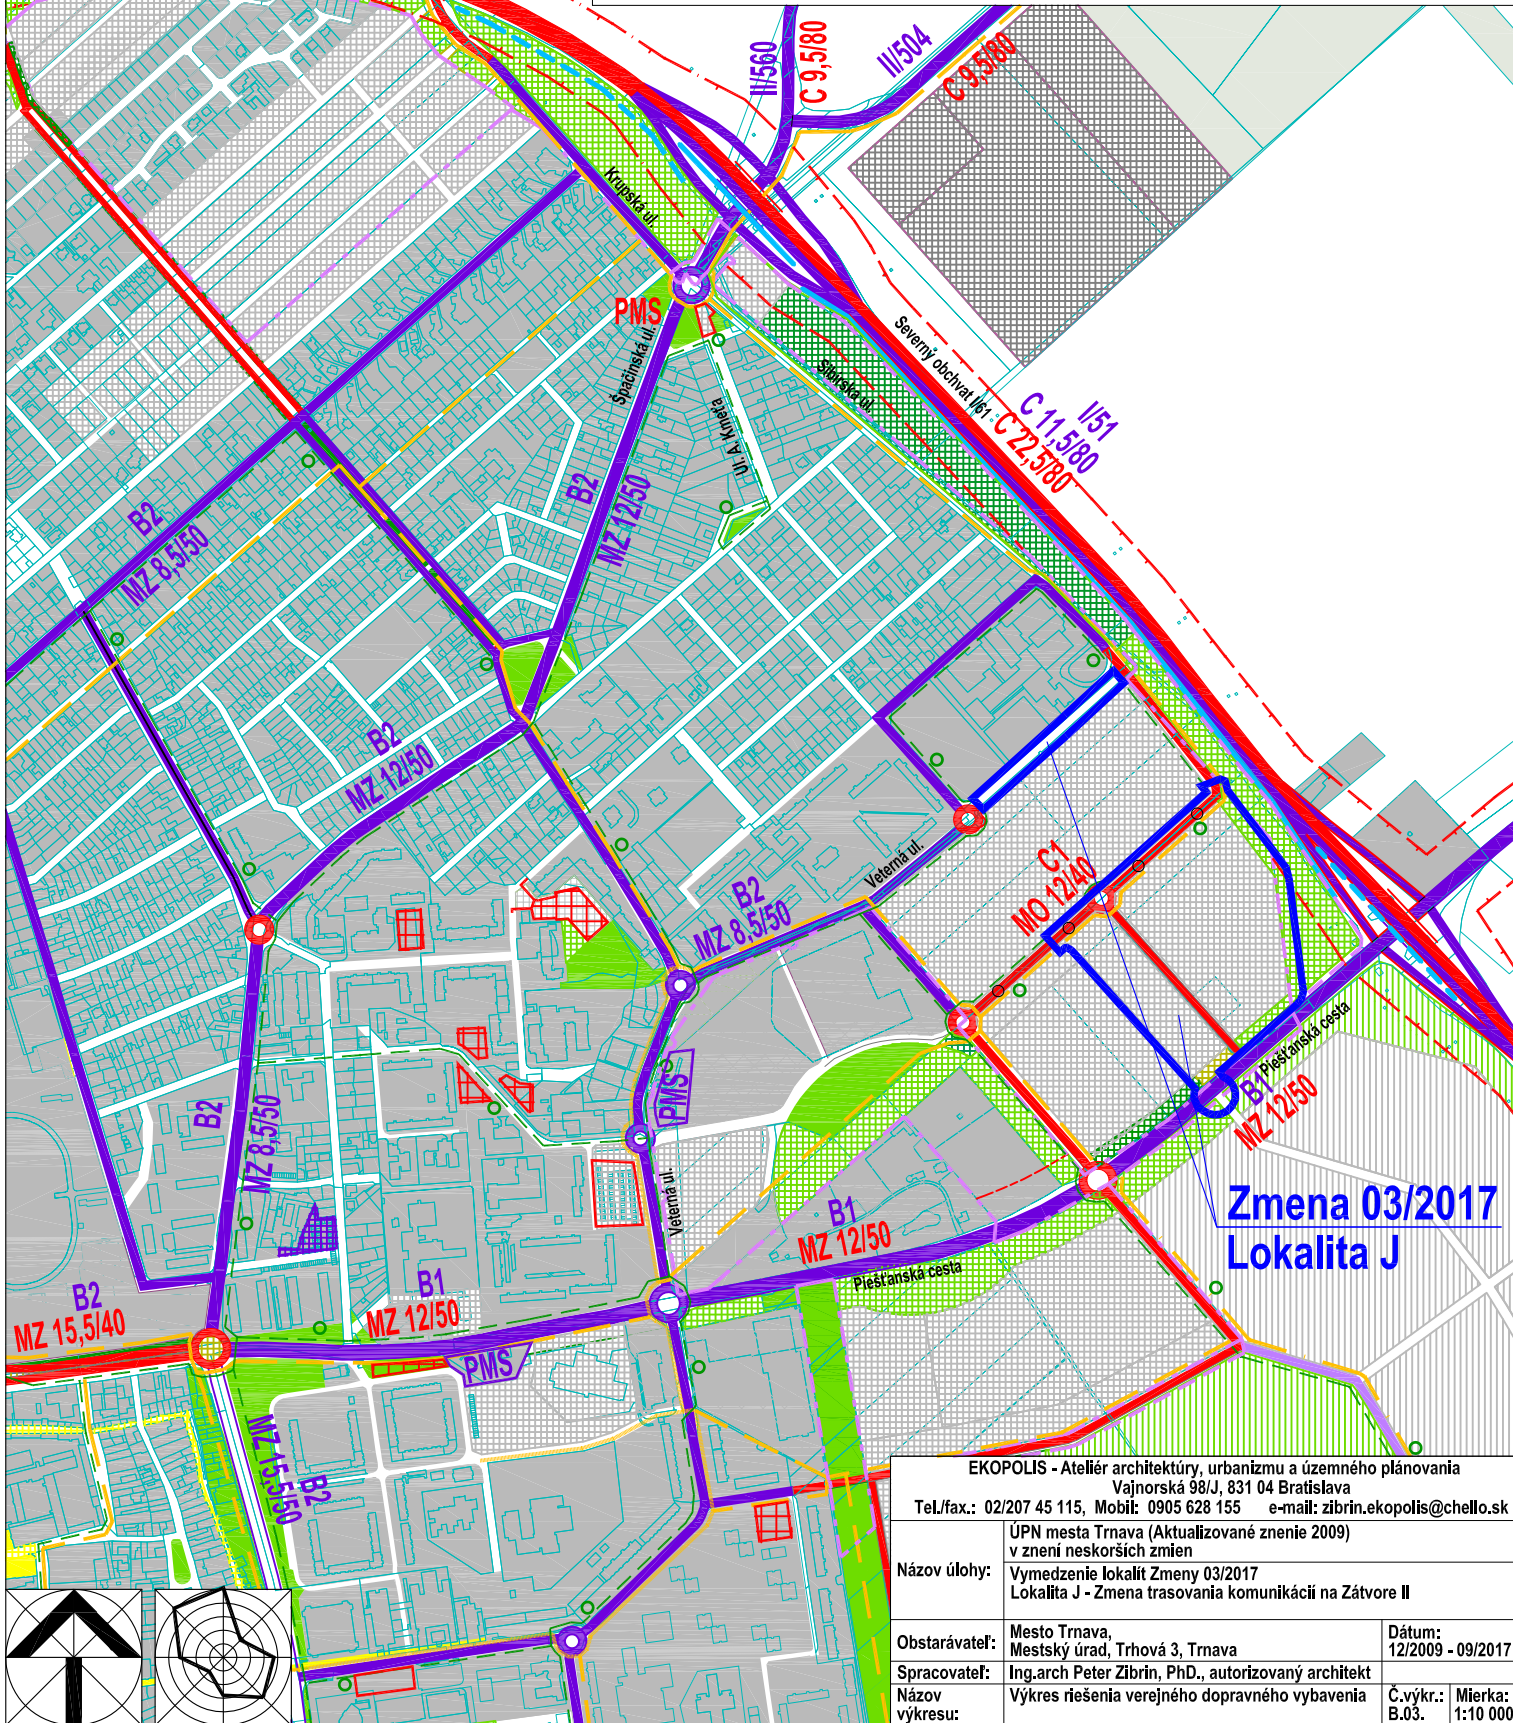 II/560
C 9,5/80
II/504
C 9,5/80
Krupská ul.
PMS
Špačinská ul.
Ul. A. Kmeťa
Sibírska ul.
Severný obchvat I/61
I/51
C 11,5/80
C 22,5/80
B2
MZ 8,5/50
B2
MZ 12/50
B2
MZ 12/50
Veterná ul.
B2
MZ 8,5/50
C1
MO 12/40
Piešťanská cesta
B1
MZ 12/50
B2
MZ 8,5/50
PMS
Veterná ul.
B1
MZ 12/50
Piešťanská cesta
Zmena 03/2017
Lokalita J
B2
MZ 15,5/40
B1
MZ 12/50
PMS
MZ 15,5/50
B2
EKOPOLIS - Ateliér architektúry, urbanizmu a územného plánovania
Vajnorská 98/J, 831 04 Bratislava
Tel./fax.: 02/207 45 115, Mobil: 0905 628 155 e-mail: zibrin.ekopolis@chello.sk
Názov úlohy:
ÚPN mesta Trnava (Aktualizované znenie 2009)
v znení neskorších zmien
Vymedzenie lokalít Zmeny 03/2017
Lokalita J - Zmena trasovania komunikácií na Zátvore II
Obstarávateľ:
Mesto Trnava,
Mestský úrad, Trhová 3, Trnava
Dátum:
12/2009 - 09/2017
Spracovateľ:
Ing.arch Peter Zibrin, PhD., autorizovaný architekt
Názov
výkresu:
Výkres riešenia verejného dopravného vybavenia
Č.výkr.:
B.03.
Mierka:
1:10 000